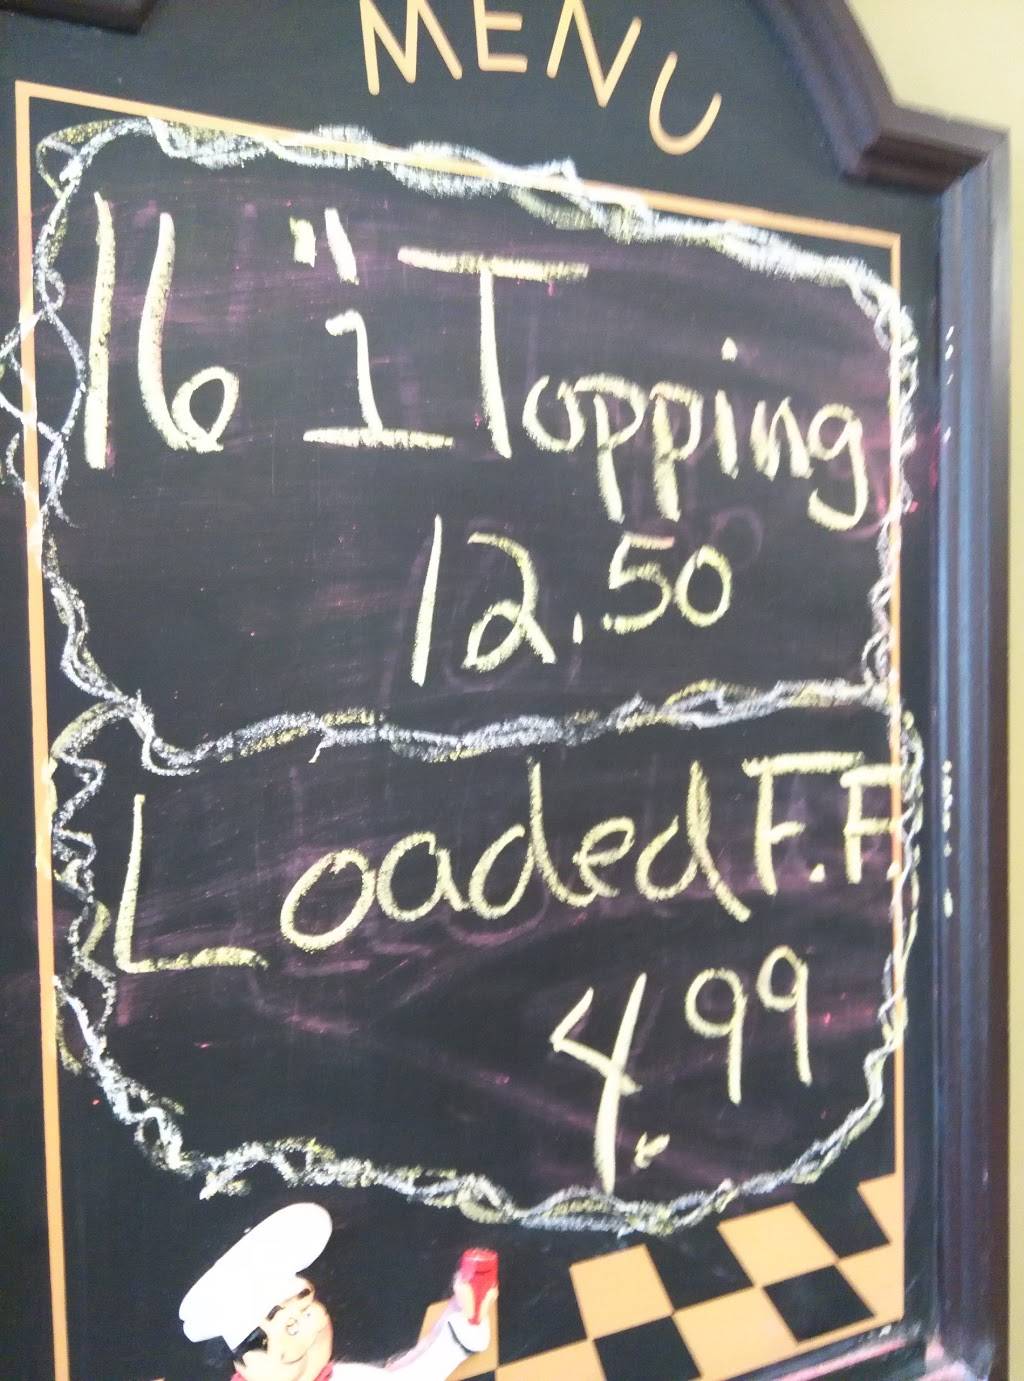 MENU
16" 1 Topping
12.50
Loaded F.F.
4.99